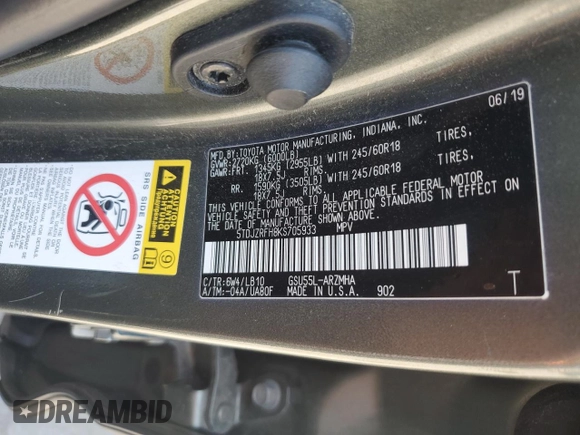 06/19
MFD.BY:TOYOTA MOTOR MANUFACTURING, INDIANA, INC.
GVWR: 2720KG (6000LB)
GAWR:FRT. 1345KG (2955LB) WITH 245/60R18 TIRES,
18X7.5J RIMS
RR. 1590KG (3505LB) WITH 245/60R18 TIRES,
18X7.5J RIMS
THIS VEHICLE CONFORMS TO ALL APPLICABLE FEDERAL MOTOR
VEHICLE SAFETY AND THEFT PREVENTION STANDARDS IN EFFECT ON
THE DATE OF MANUFACTURE SHOWN ABOVE.
5TDJZRFH8KS705933 MPV
C/TR:6W4/LB10 GSU55L-ARZMHA
A/TM:-04A/UA80F MADE IN U.S.A. 902 T
SRS SIDE AIRBAG
CAUTION
DREAMBID